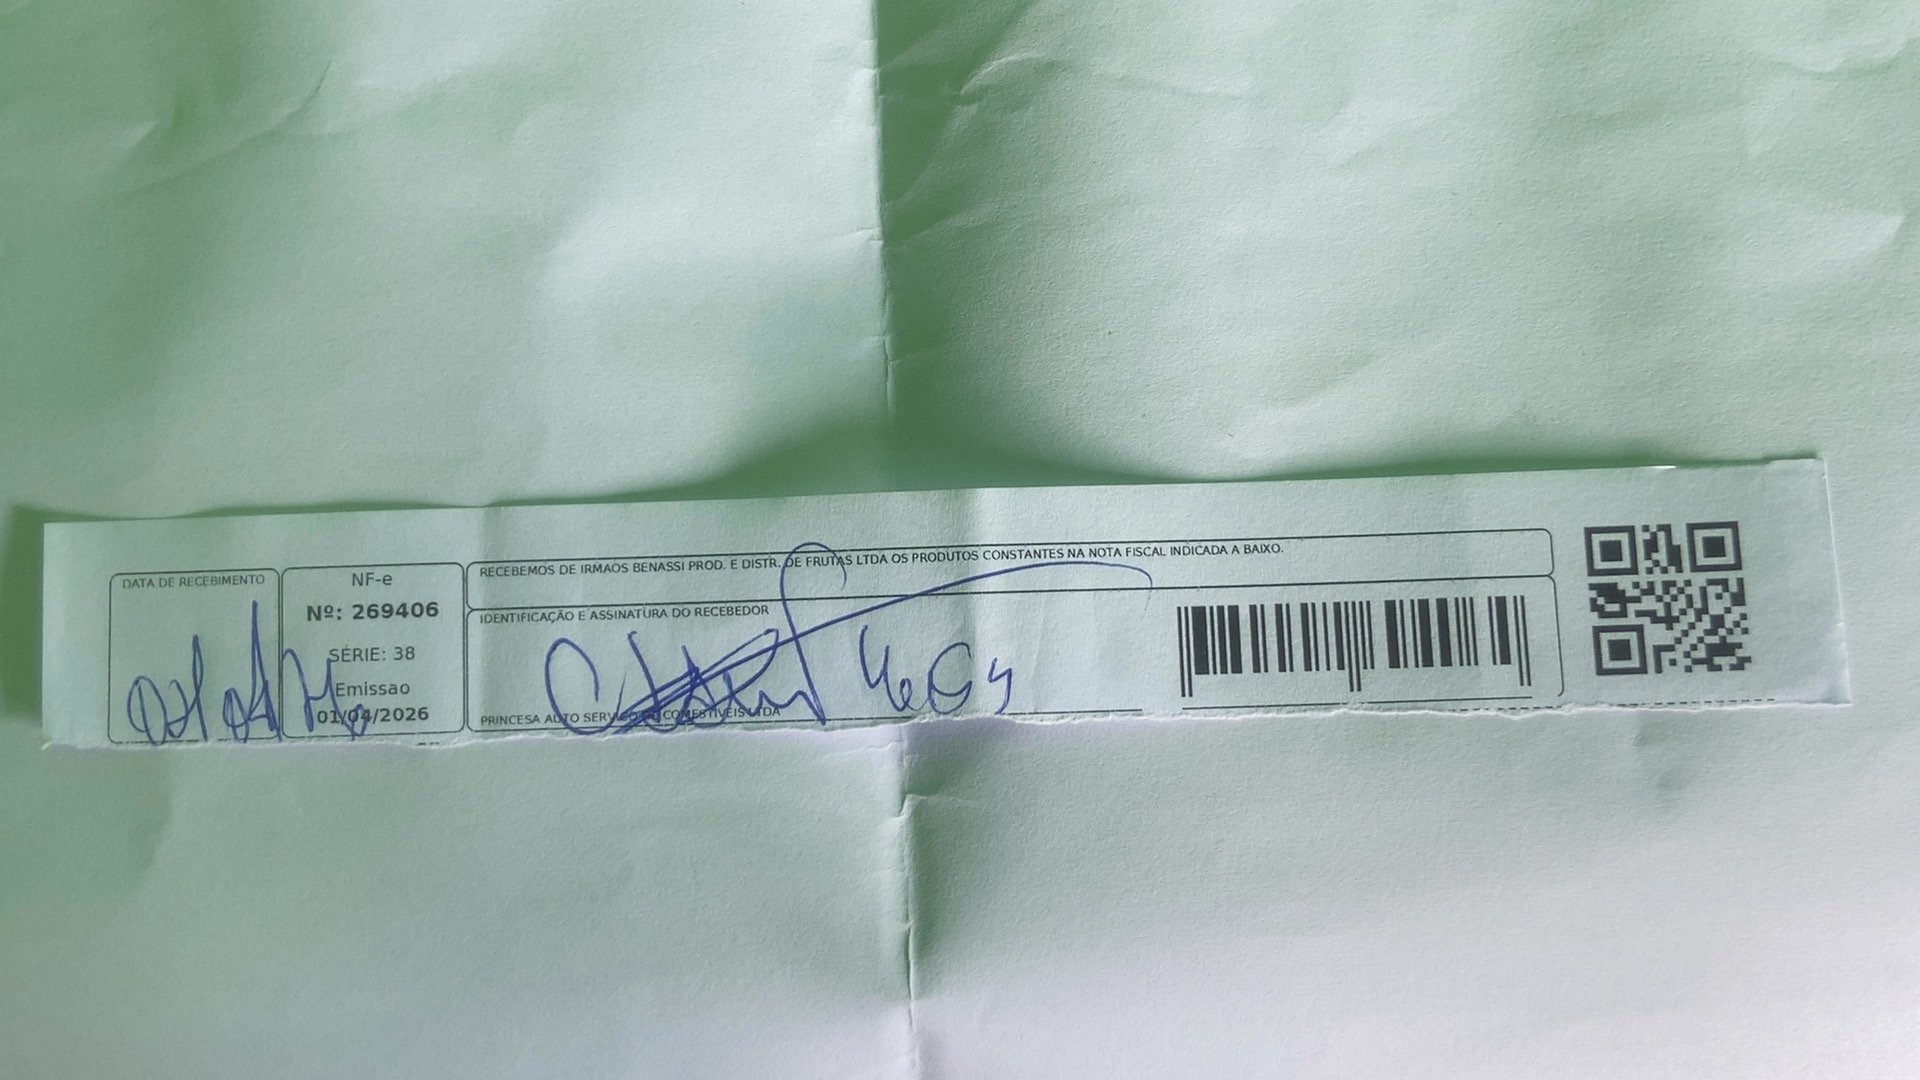 DATA DE RECEBIMENTO
NF-e
Nº: 269406
SÉRIE: 38
Emissao
01/04/2026
RECEBEMOS DE IRMAOS BENASSI PROD. E DISTR. DE FRUTAS LTDA OS PRODUTOS CONSTANTES NA NOTA FISCAL INDICADA A BAIXO.
IDENTIFICAÇÃO E ASSINATURA DO RECEBEDOR
PRINCESA AUTO SERVIÇO DE COMESTIVEIS LTDA